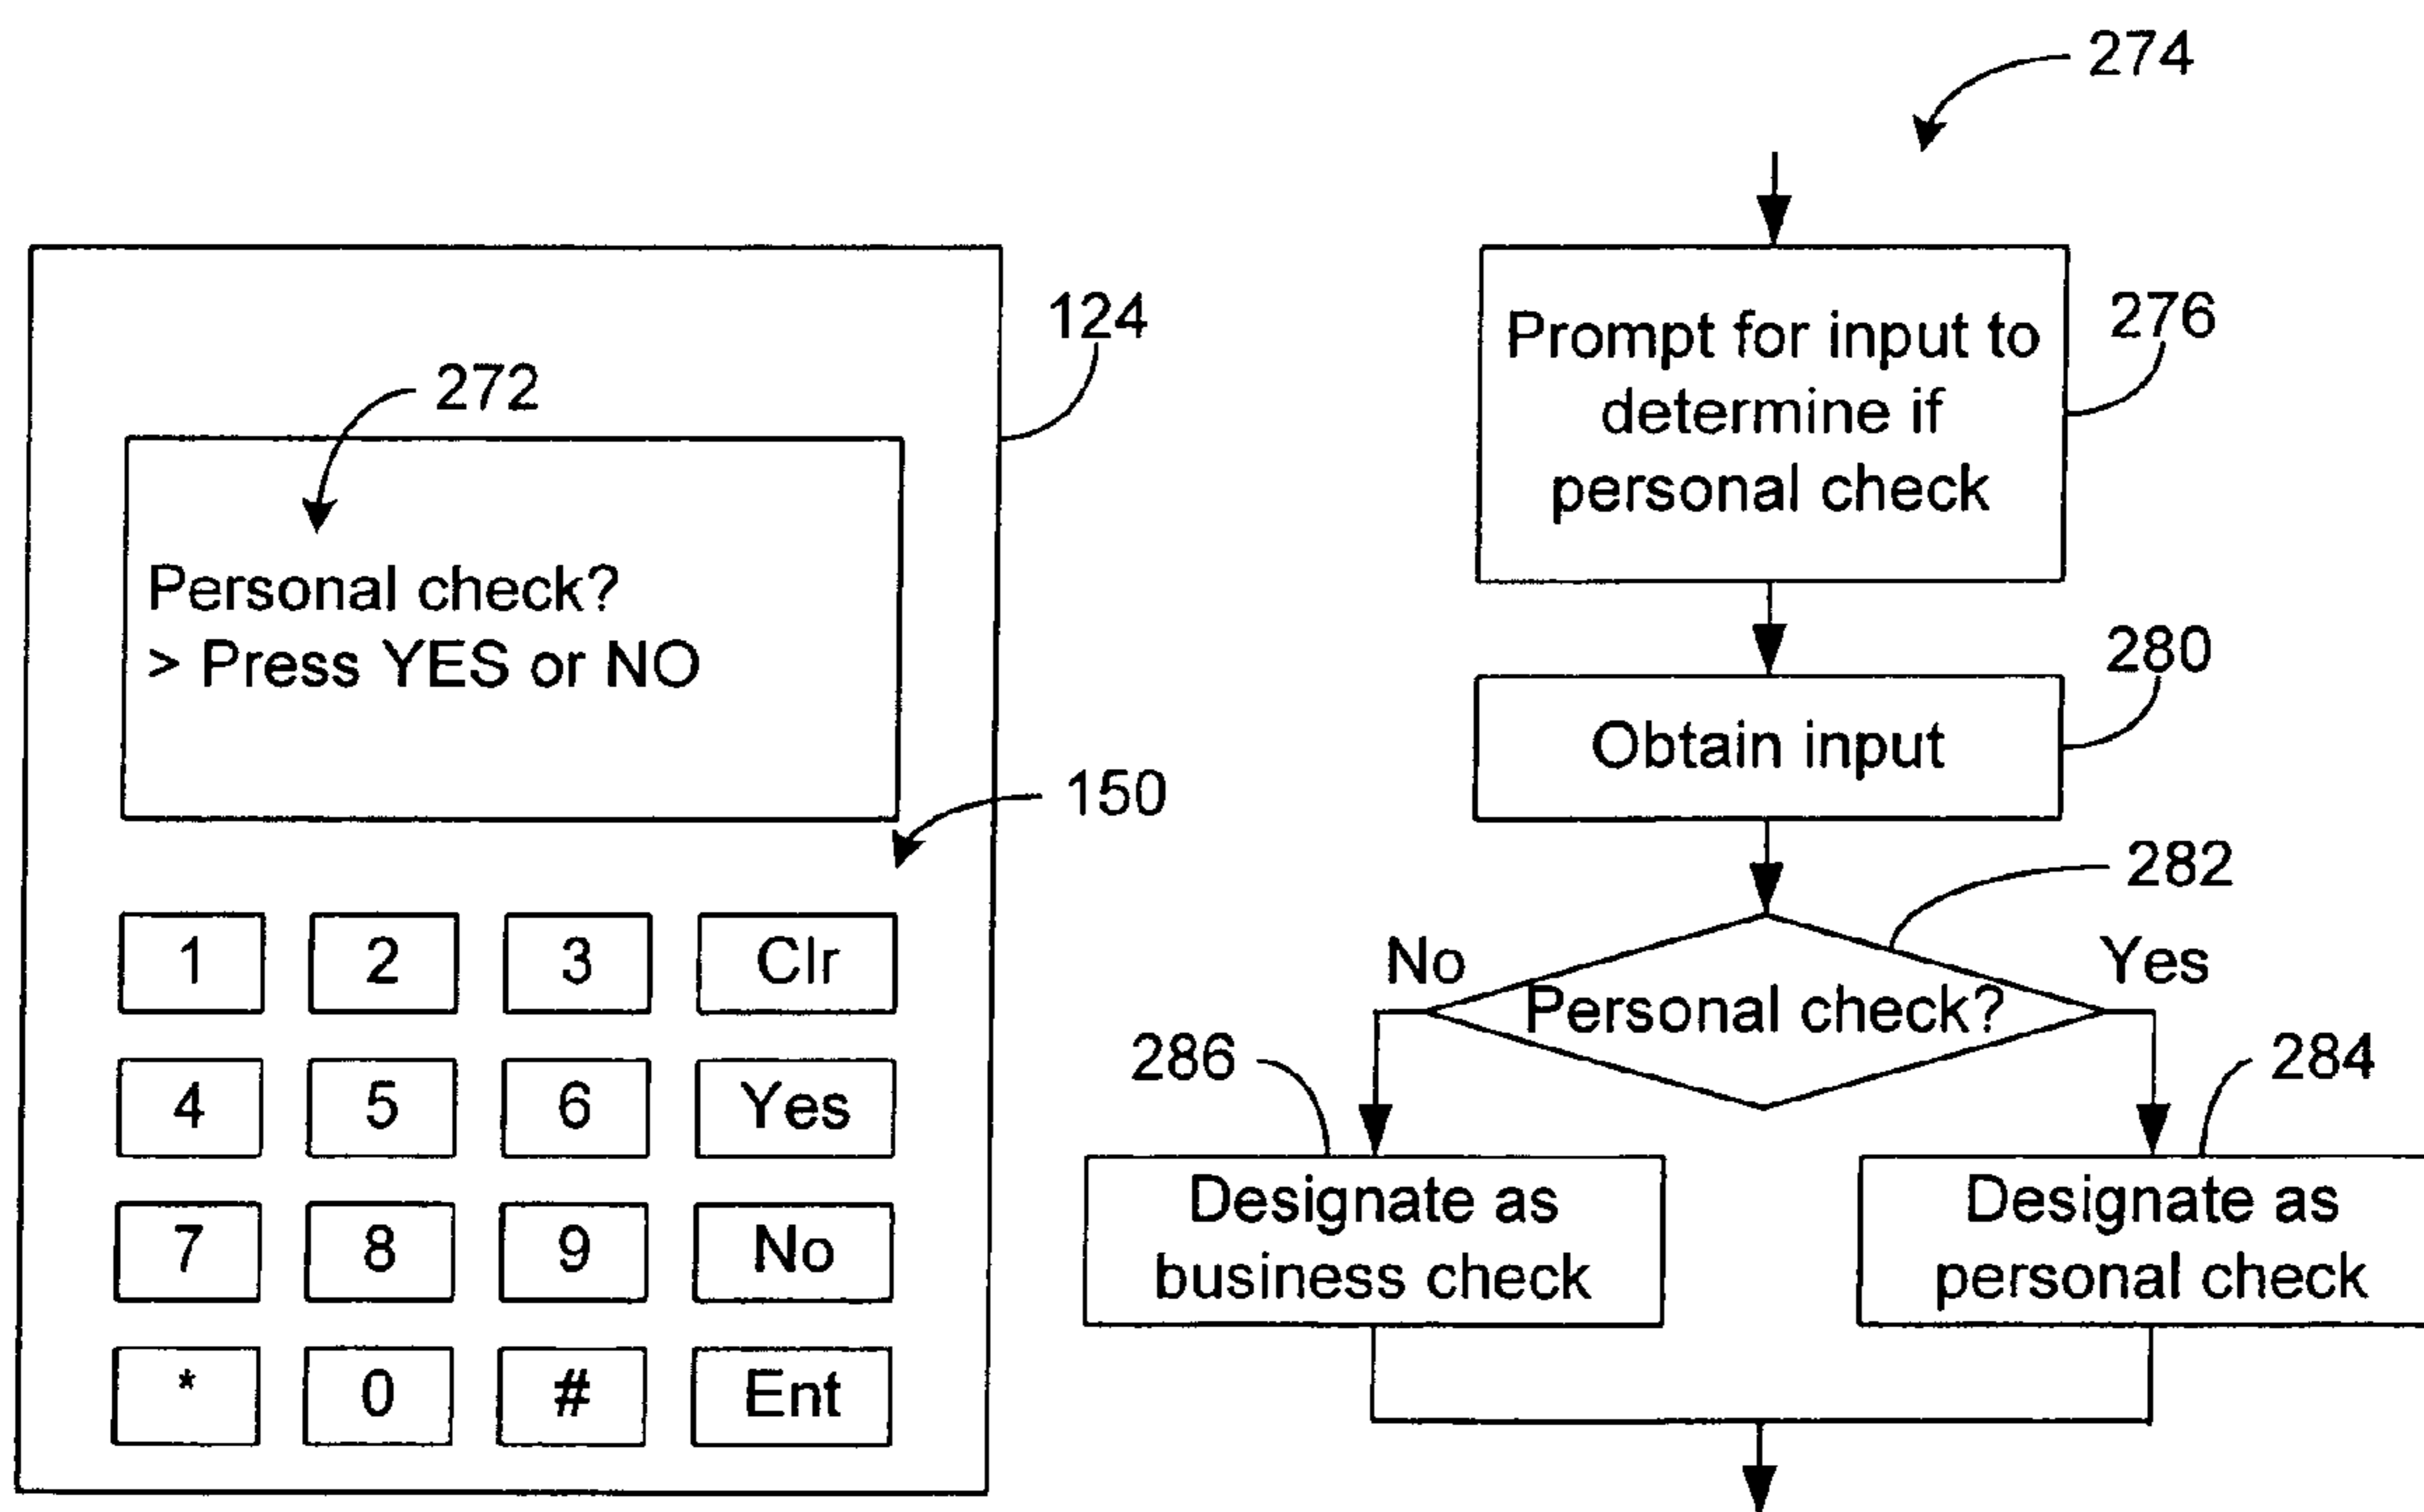 274
124
272
Personal check?
> Press YES or NO
150
1 2 3 Clr
4 5 6 Yes
7 8 9 No
* 0 # Ent
Prompt for input to
determine if
personal check
276
Obtain input
280
282
No
Yes
Personal check?
286
284
Designate as
business check
Designate as
personal check